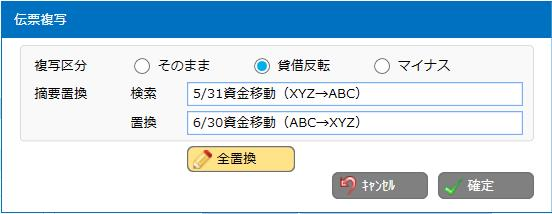 伝票複写
複写区分 そのまま 貸借反転 マイナス
摘要置換 検索 5/31資金移動（XYZ→ABC）
置換 6/30資金移動（ABC→XYZ）
全置換
ｷｬﾝｾﾙ 確定